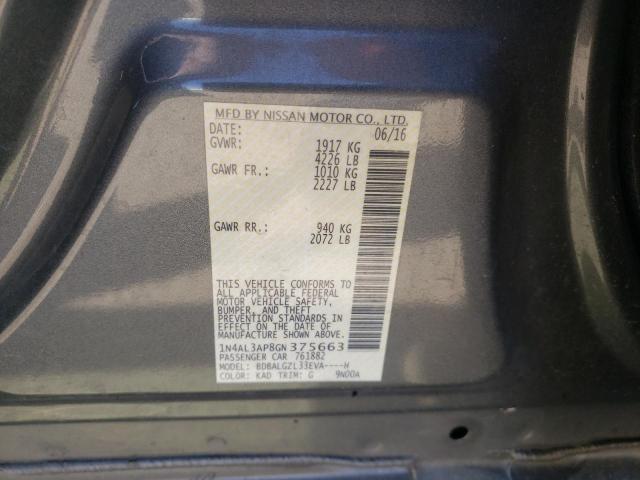 MFD BY NISSAN MOTOR CO., LTD.
DATE: 06/16
GVWR: 1917 KG
4226 LB
GAWR FR.: 1010 KG
2227 LB
GAWR RR.: 940 KG
2072 LB
THIS VEHICLE CONFORMS TO
ALL APPLICABLE FEDERAL
MOTOR VEHICLE SAFETY,
BUMPER, AND THEFT
PREVENTION STANDARDS IN
EFFECT ON THE DATE OF
MANUFACTURE SHOWN ABOVE.
1N4AL3AP8GN375663
PASSENGER CAR 761882
MODEL: BDBALGZL33EVA----H
COLOR: KAD TRIM: G 9N00A